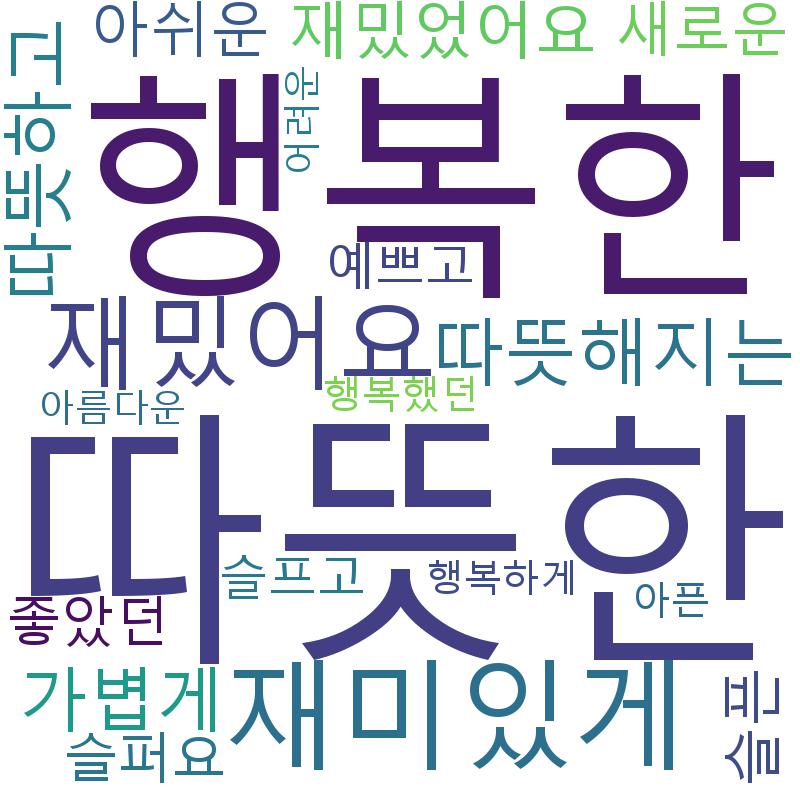 아쉬운 재밌었어요 새로운
따뜻하고
행복한
어려운
예쁘고
재밌어요
따뜻해지는
아름다운 행복했던
따뜻한
슬프고 행복하게
아픈
좋았던
가볍게 재미있게
슬픈
슬퍼요